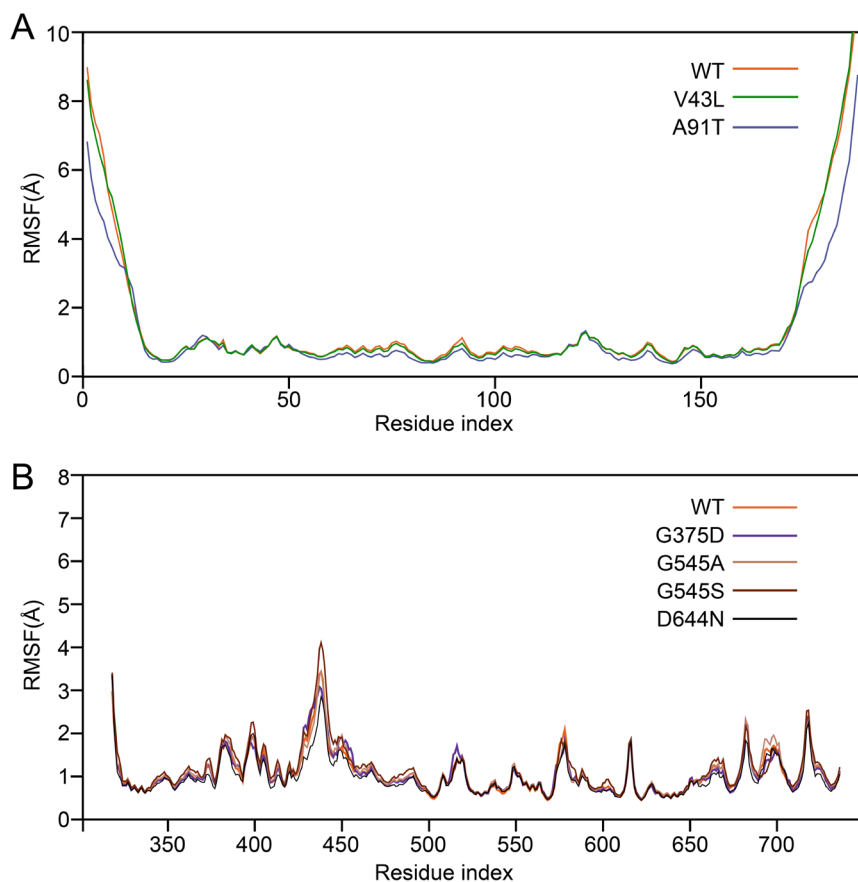 A
10
8
6
4
2
0
RMSF(Å)
WT
V43L
A91T
0 50 100 150
Residue index
B
8
7
6
5
4
3
2
1
0
RMSF(Å)
WT
G375D
G545A
G545S
D644N
350 400 450 500 550 600 650 700
Residue index